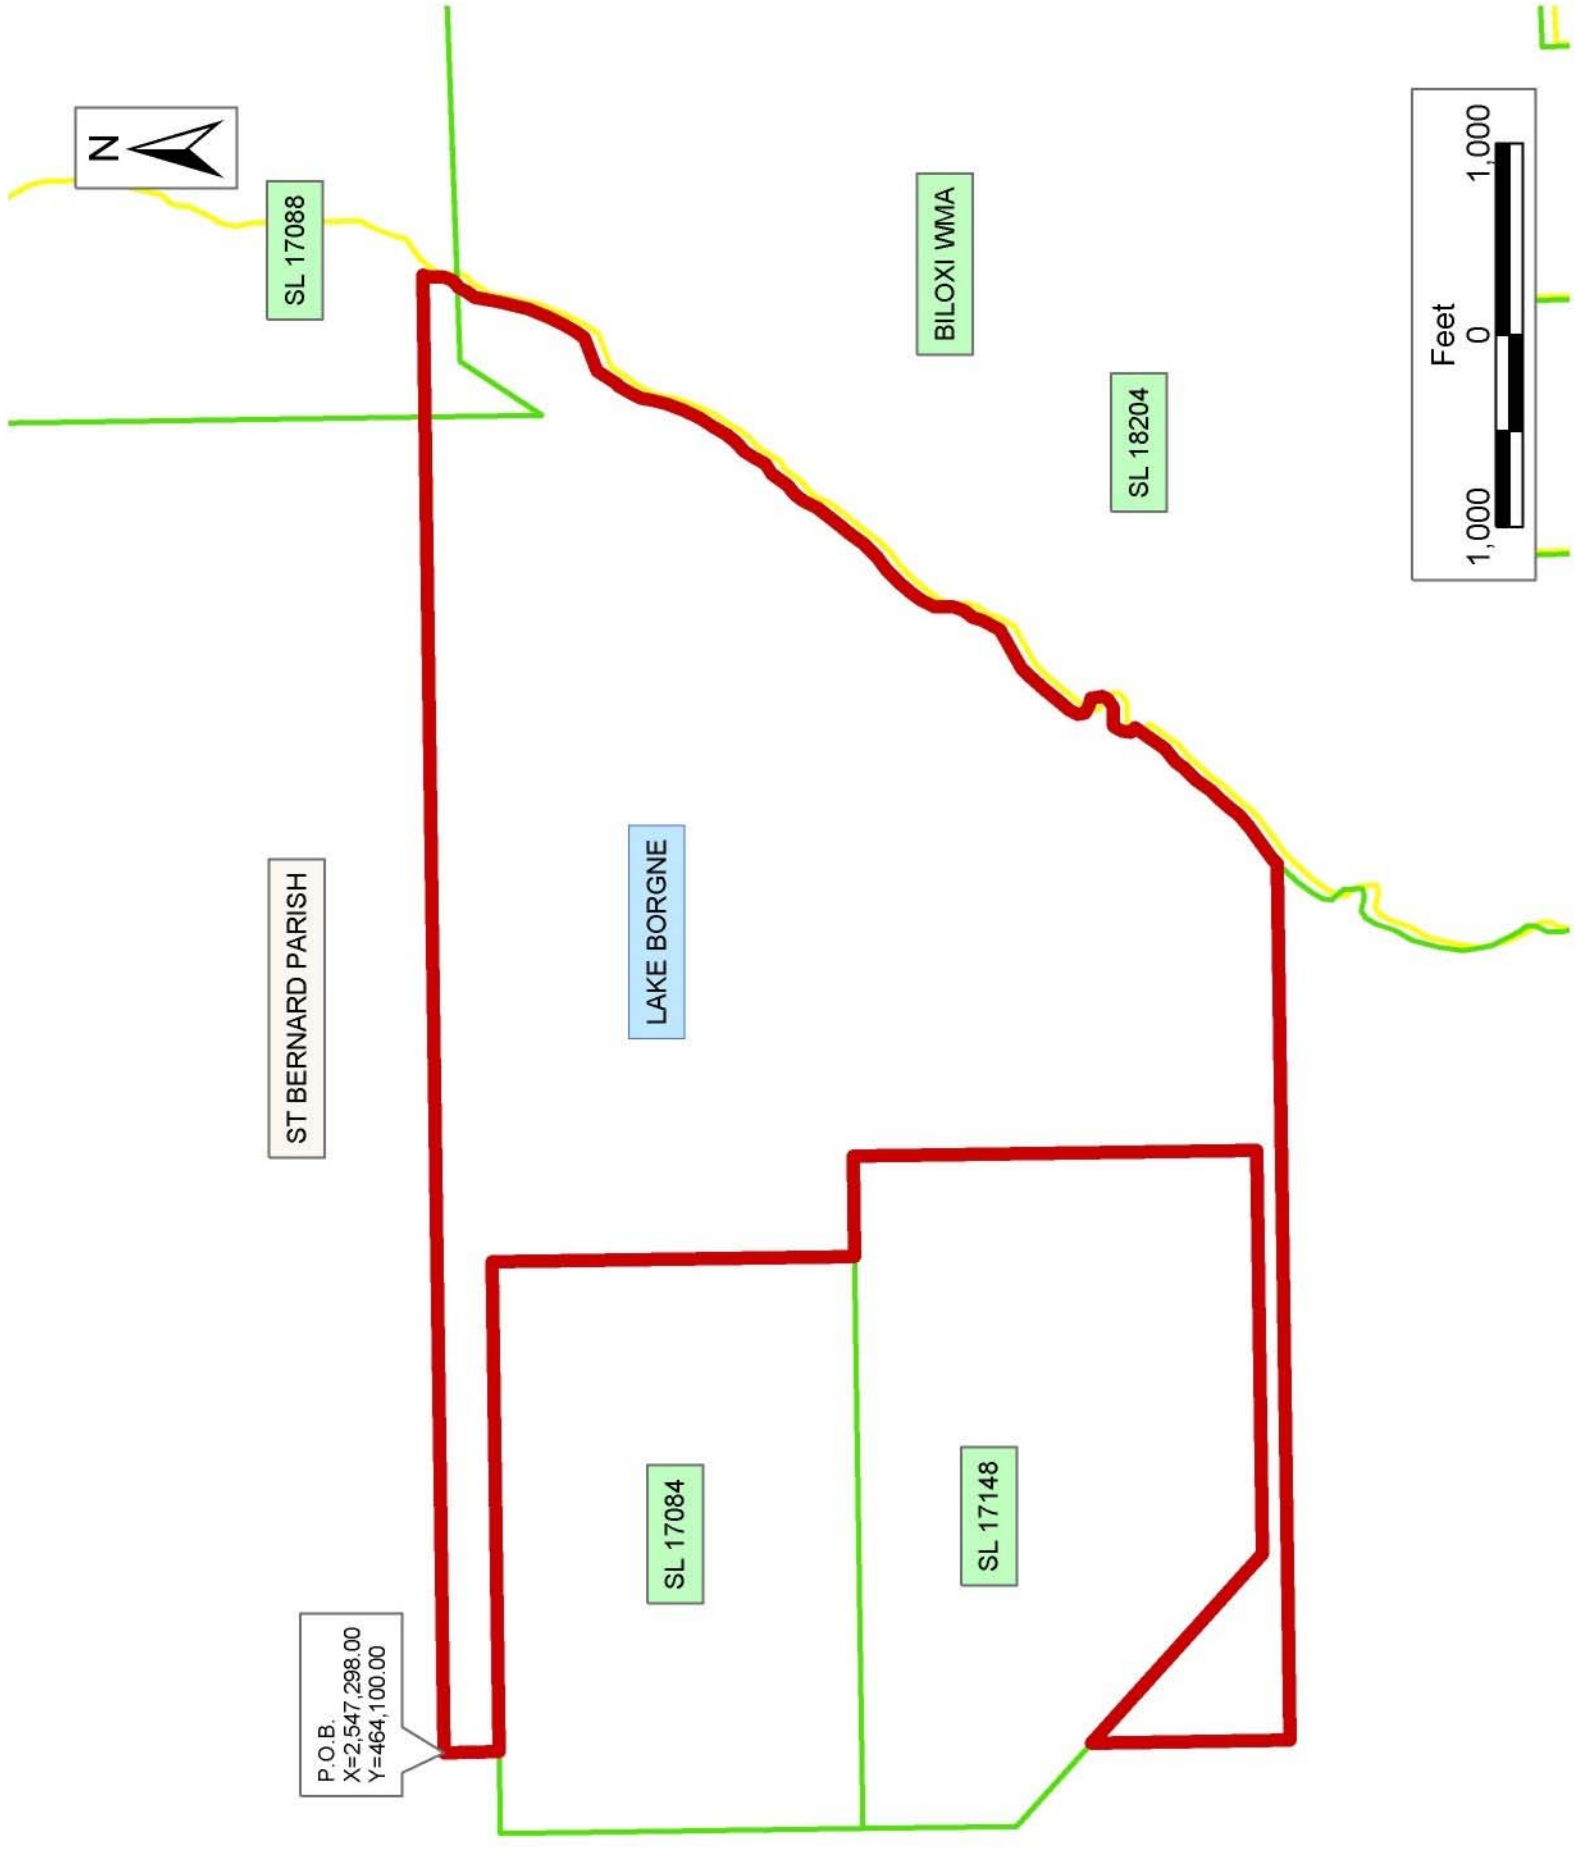 P.O.B.
X=2,547,298.00
Y=464,100.00
ST BERNARD PARISH
SL 17088
N
LAKE BORGNE
SL 17084
SL 17148
BILOXI WMA
SL 18204
Feet
1,000 0 1,000